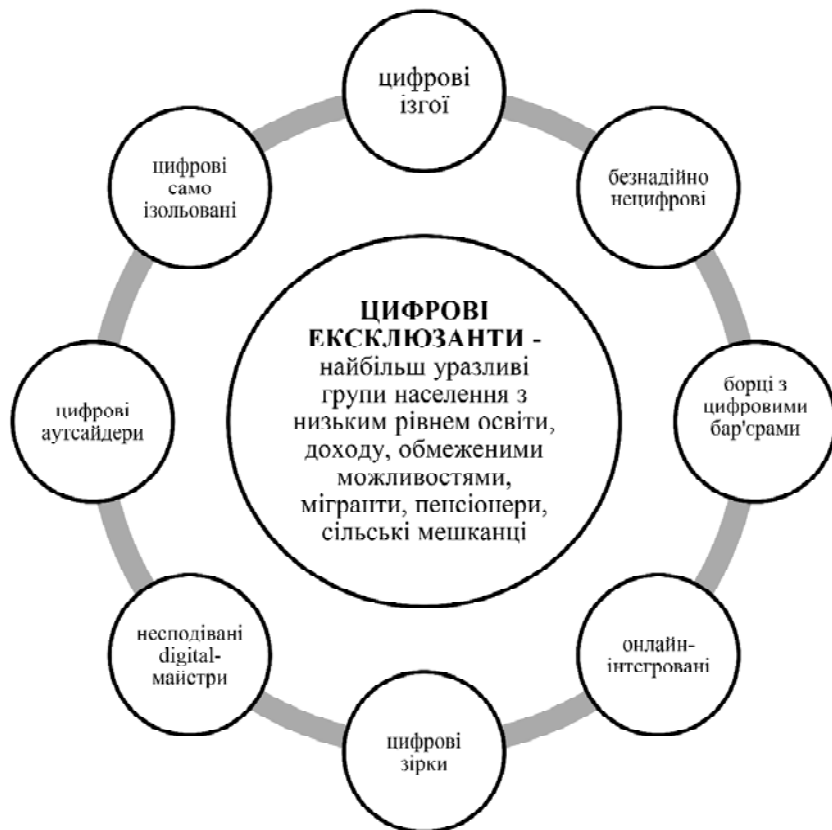 цифрові
ізгої
безнадійно
нецифрові
борці з
цифровими
бар'єрами
онлайн-
інтегровані
цифрові
зірки
несподівані
digital-
майстри
цифрові
аутсайдери
цифрові
само
ізольовані
ЦИФРОВІ
ЕКСКЛЮЗАНТИ -
найбільш уразливі
групи населення з
низьким рівнем освіти,
доходу, обмеженими
можливостями,
мігранти, пенсіонери,
сільські мешканці